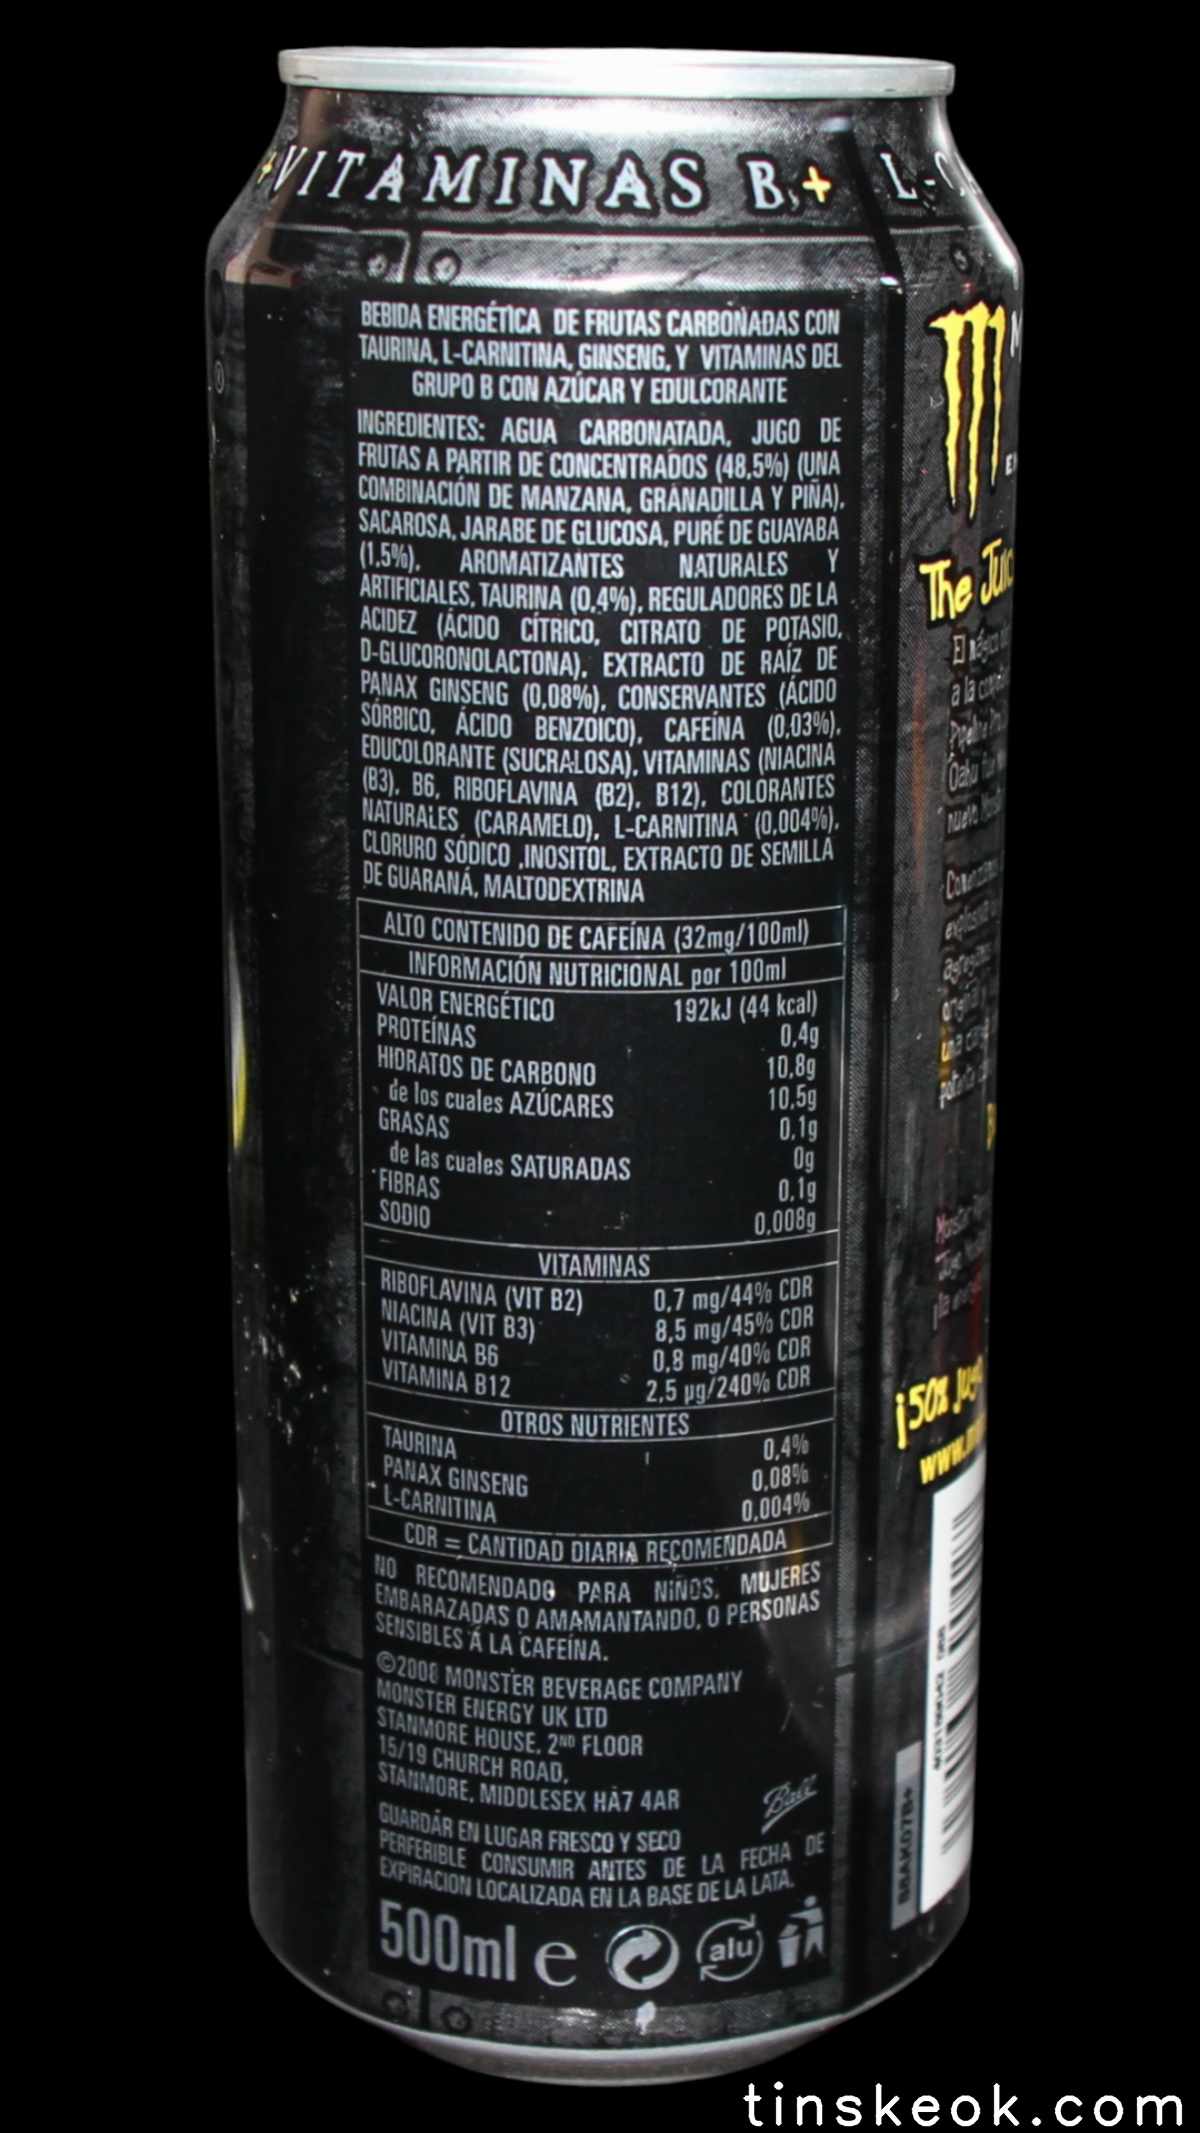 +VITAMINAS B+ L-CA
BEBIDA ENERGÉTICA DE FRUTAS CARBONADAS CON
TAURINA, L-CARNITINA, GINSENG, Y VITAMINAS DEL
GRUPO B CON AZÚCAR Y EDULCORANTE
INGREDIENTES: AGUA CARBONATADA, JUGO DE
FRUTAS A PARTIR DE CONCENTRADOS (48,5%) (UNA
COMBINACIÓN DE MANZANA, GRANADILLA Y PIÑA),
SACAROSA, JARABE DE GLUCOSA, PURÉ DE GUAYABA
(1,5%), AROMATIZANTES NATURALES Y
ARTIFICIALES, TAURINA (0,4%), REGULADORES DE LA
ACIDEZ (ÁCIDO CÍTRICO, CITRATO DE POTASIO,
D-GLUCORONOLACTONA), EXTRACTO DE RAÍZ DE
PANAX GINSENG (0,08%), CONSERVANTES (ÁCIDO
SÓRBICO, ÁCIDO BENZOICO), CAFEÍNA (0,03%),
EDUCOLORANTE (SUCRALOSA), VITAMINAS (NIACINA
(B3), B6, RIBOFLAVINA (B2), B12), COLORANTES
NATURALES (CARAMELO), L-CARNITINA (0,004%),
CLORURO SÓDICO ,INOSITOL, EXTRACTO DE SEMILLA
DE GUARANÁ, MALTODEXTRINA
ALTO CONTENIDO DE CAFEÍNA (32mg/100ml)
INFORMACIÓN NUTRICIONAL por 100ml
VALOR ENERGÉTICO 192kJ (44 kcal)
PROTEÍNAS 0,4g
HIDRATOS DE CARBONO 10,8g
de los cuales AZÚCARES 10,5g
GRASAS 0,1g
de las cuales SATURADAS 0g
FIBRAS 0,1g
SODIO 0,008g
VITAMINAS
RIBOFLAVINA (VIT B2) 0,7 mg/44% CDR
NIACINA (VIT B3) 8,5 mg/45% CDR
VITAMINA B6 0,8 mg/40% CDR
VITAMINA B12 2,5 µg/240% CDR
OTROS NUTRIENTES
TAURINA 0,4%
PANAX GINSENG 0,08%
L-CARNITINA 0,004%
CDR = CANTIDAD DIARIA RECOMENDADA
NO RECOMENDADO PARA NIÑOS, MUJERES
EMBARAZADAS O AMAMANTANDO, O PERSONAS
SENSIBLES Á LA CAFEÍNA.
©2008 MONSTER BEVERAGE COMPANY
MONSTER ENERGY UK LTD
STANMORE HOUSE, 2ND FLOOR
15/19 CHURCH ROAD,
STANMORE, MIDDLESEX HA7 4AR
Ball
GUARDÁR EN LUGAR FRESCO Y SECO
PERFERIBLE CONSUMIR ANTES DE LA FECHA DE
EXPIRACION LOCALIZADA EN LA BASE DE LA LATA.
500ml e alu
The Juic
El
a la
nuevo
¡50% Jugo
www.
tinskeok.com